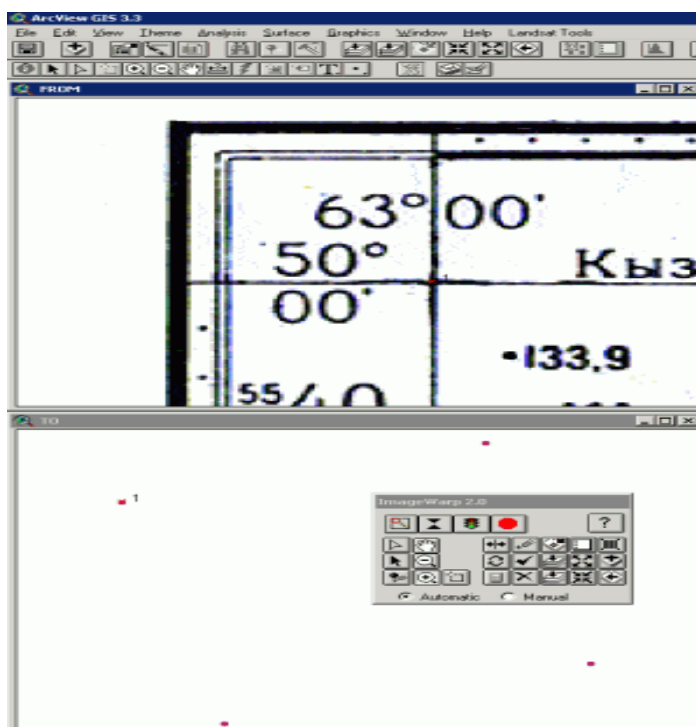 ArcView GIS 3.3
File Edit View Theme Analysis Surface Graphics Window Help Landsat Tools
T
FROM
63° 00'
50°
Кыз
00'
•133,9
5540
TO
1
ImageWarp 2.0
?
Automatic Manual